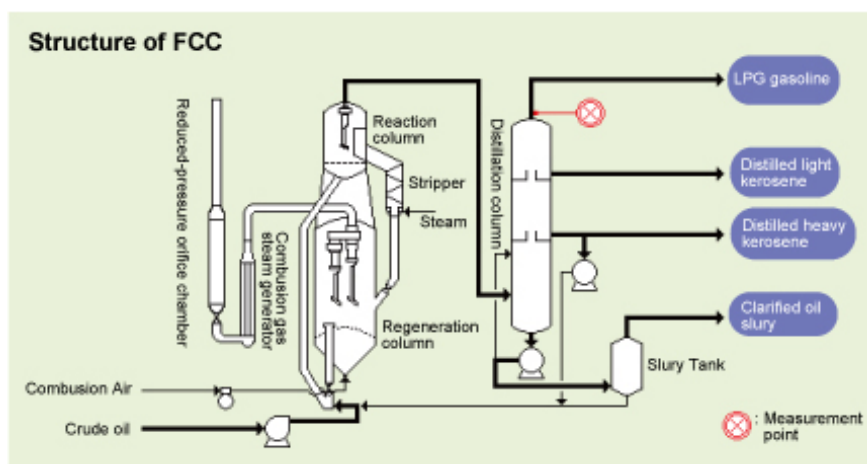 Structure of FCC
Reduced-pressure orifice chamber
Combusion gas
steam generator
Reaction
column
Stripper
Steam
Regeneration
column
Combusion Air
Crude oil
Distillation column
LPG gasoline
Distilled light
kerosene
Distilled heavy
kerosene
Clarified oil
slury
Slury Tank
: Measurement
point